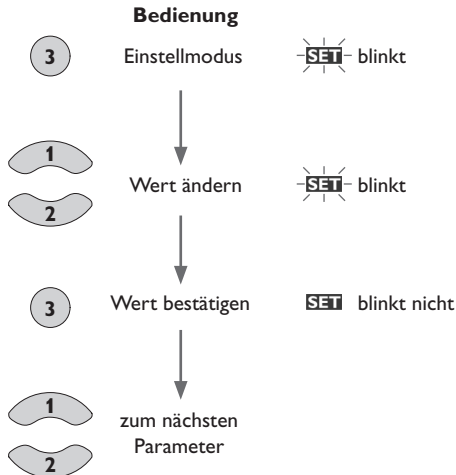 Bedienung
3 Einstellmodus SET blinkt
1
Wert ändern SET blinkt
2
3 Wert bestätigen SET blinkt nicht
1
zum nächsten
Parameter
2